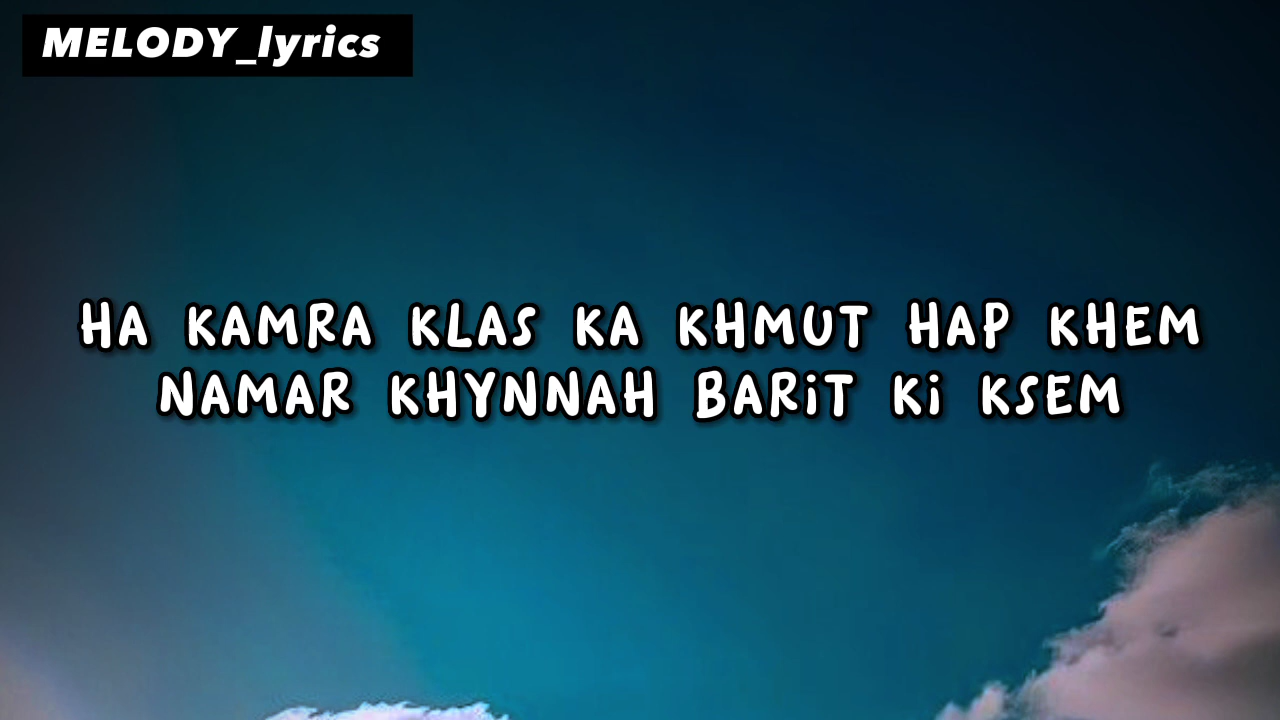 MELODY_lyrics
HA KAMRA KLAS KA KHMUT HAP KHEM
NAMAR KHYNNAH BARiT Ki KSEM